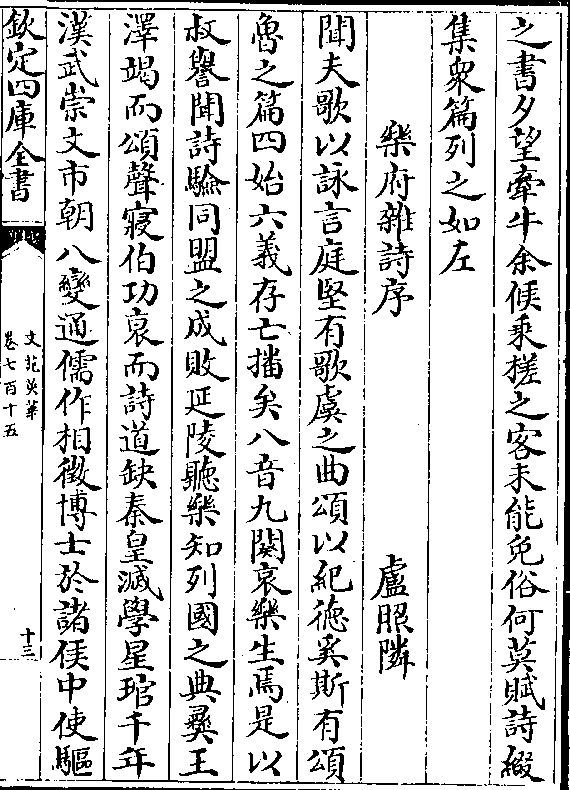 之書夕望牽牛余候乘槎之客未能免俗何莫賦詩綴
集衆篇列之如左
樂府雜詩序 盧照隣
聞夫歌以詠言庭堅有歌虞之曲頌以紀德奚斯有頌
魯之篇四始六義存亡播矣八音九闋哀樂生焉是以
叔譽聞詩驗同盟之成敗延陵聽樂知列國之典彛王
澤竭而頌聲寢伯功衰而詩道缺秦皇滅學星琯千年
漢武崇文市朝八變通儒作相徵博士於諸侯中使驅
欽定四庫全書
文苑英華
卷七百十五
十三